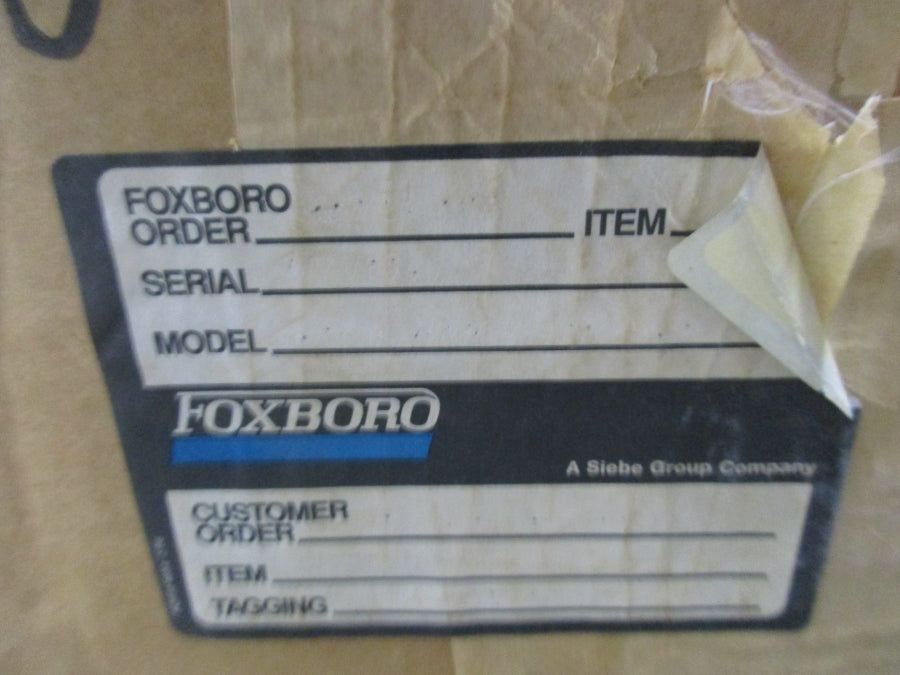 FOXBORO
ORDER ITEM
SERIAL
MODEL
FOXBORO
A Siebe Group Company
CUSTOMER
ORDER
ITEM
TAGGING